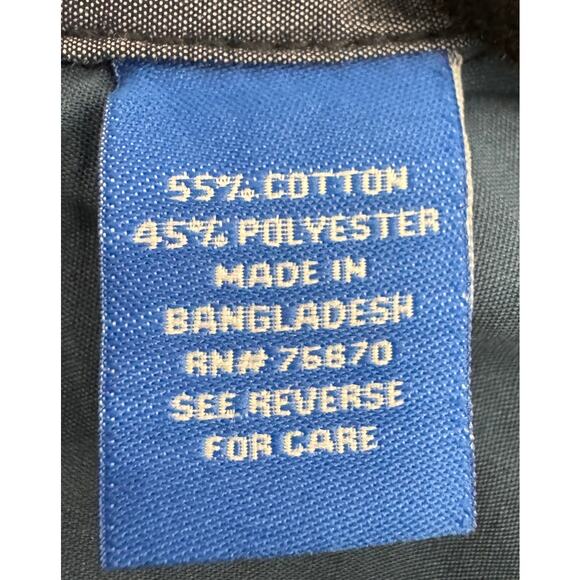 55% COTTON
45% POLYESTER
MADE IN
BANGLADESH
RN# 76870
SEE REVERSE
FOR CARE